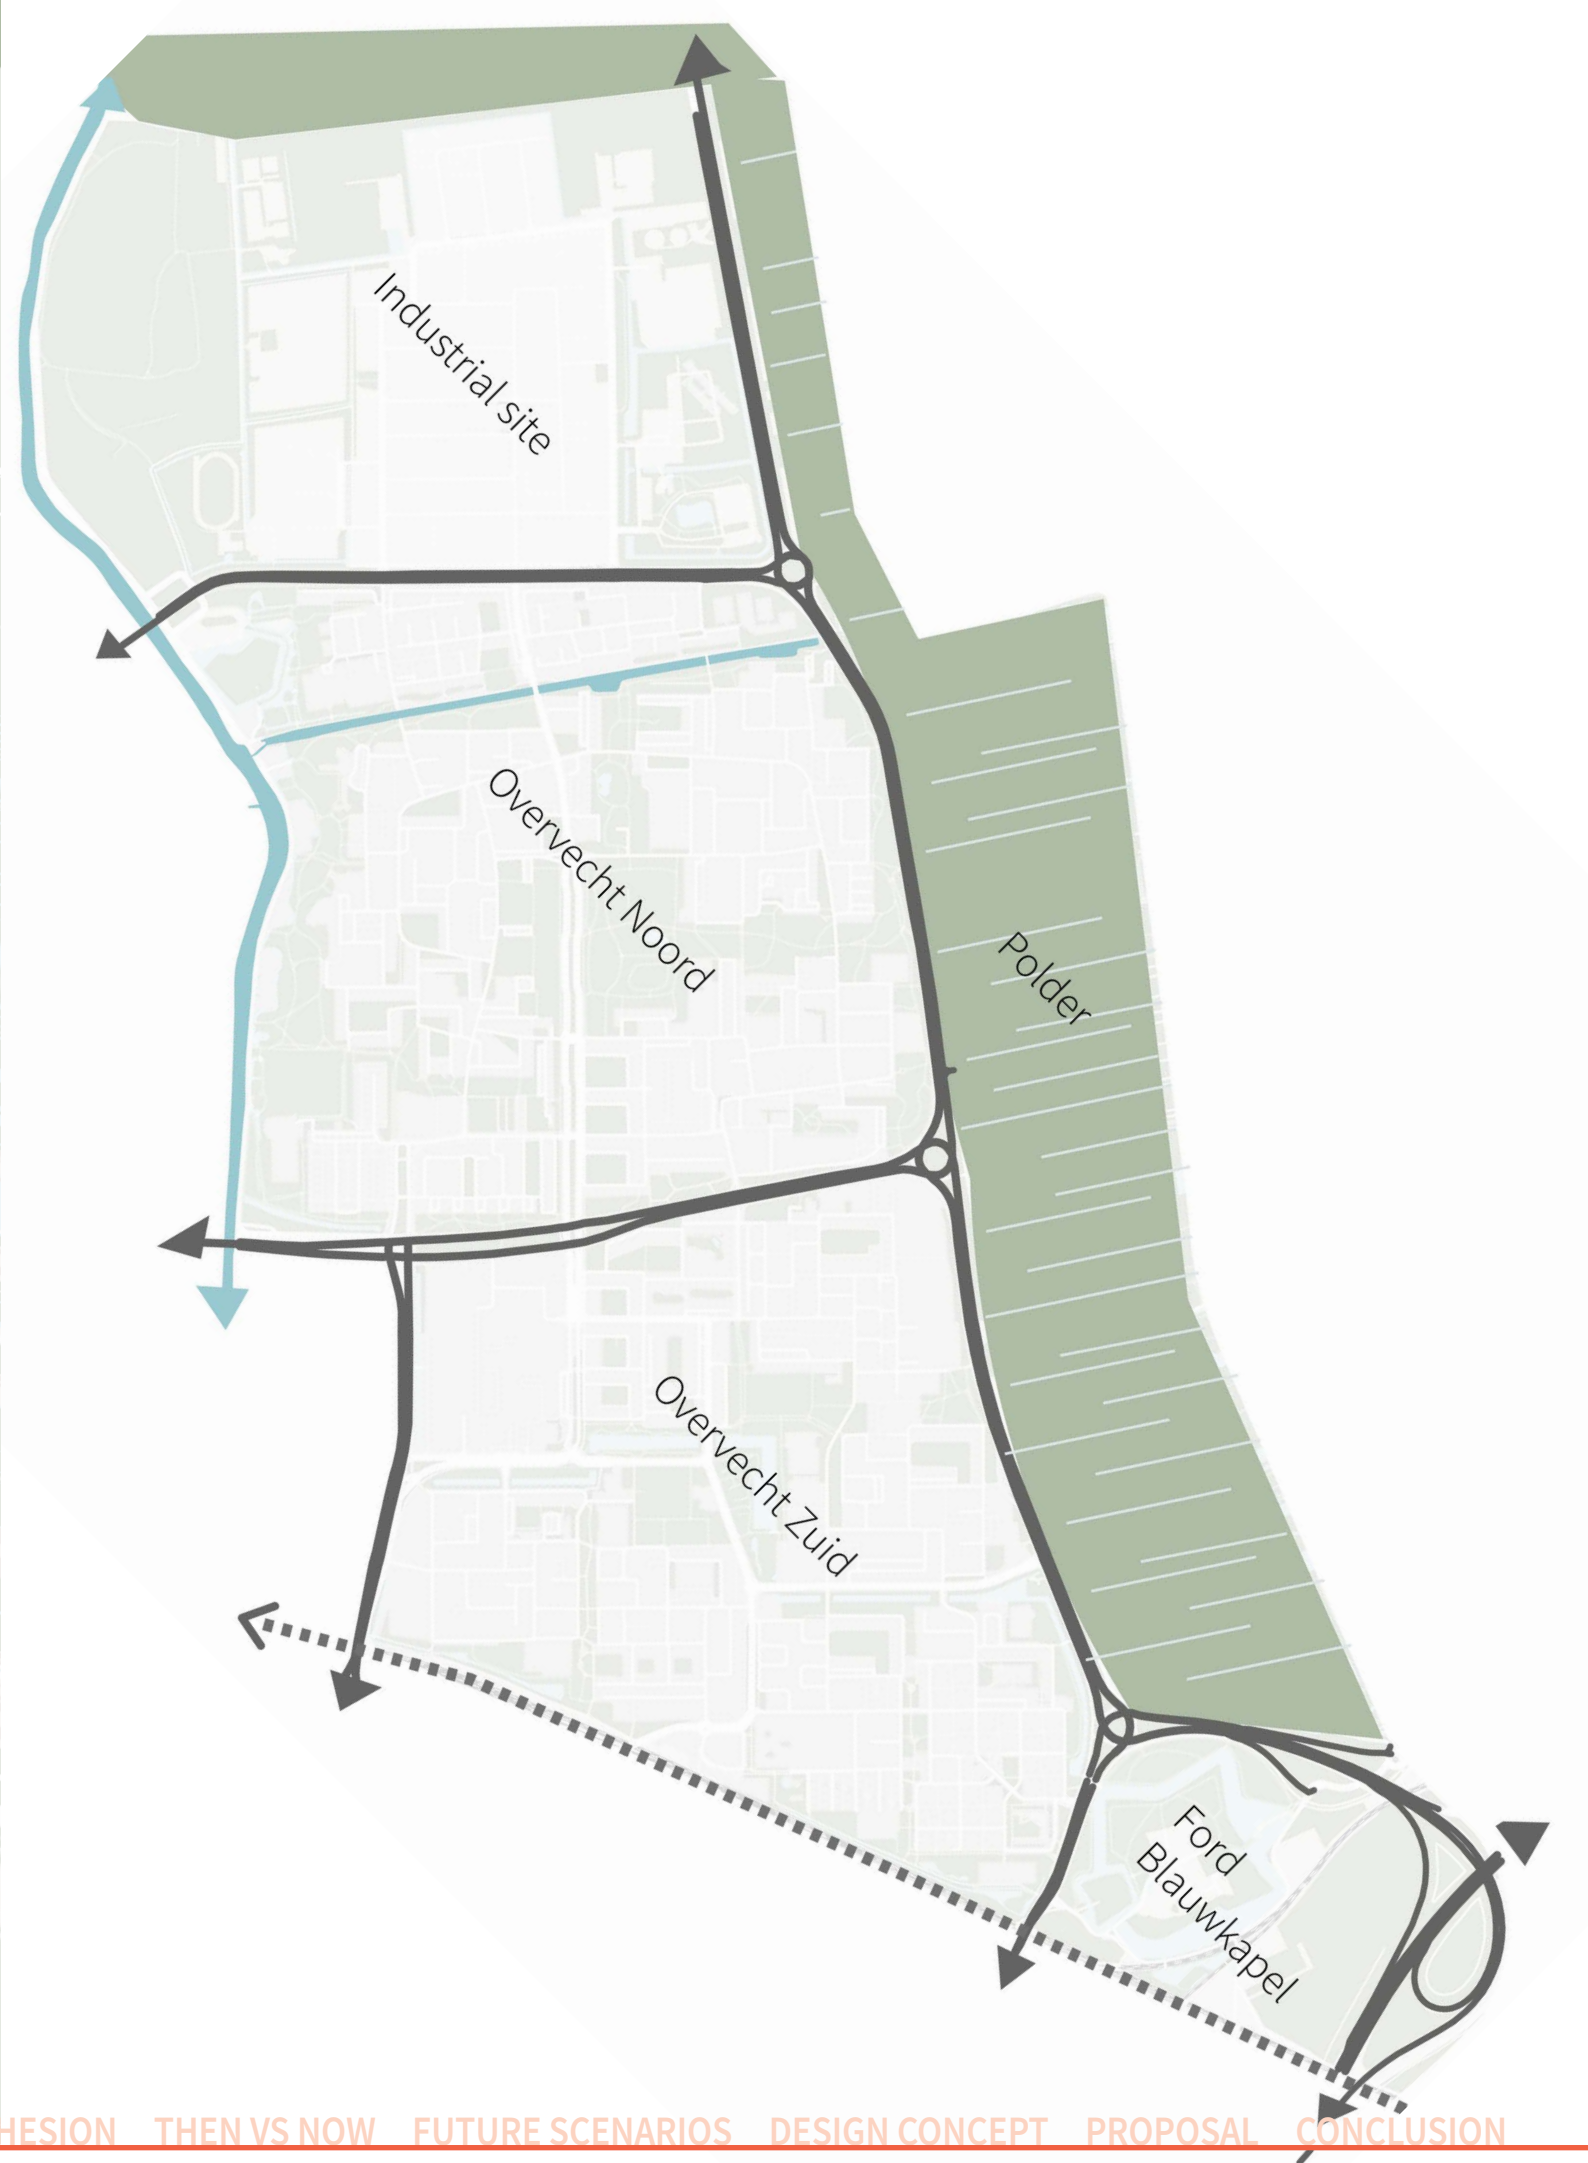 Industrial site
Overvecht Noord
Polder
Overvecht Zuid
Ford
Blauwkapel
HESION THEN VS NOW FUTURE SCENARIOS DESIGN CONCEPT PROPOSAL CONCLUSION